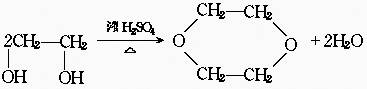 浓H₂SO₄
CH₂—CH₂
2CH₂—CH₂ → O O + 2H₂O
△
OH OH
CH₂—CH₂